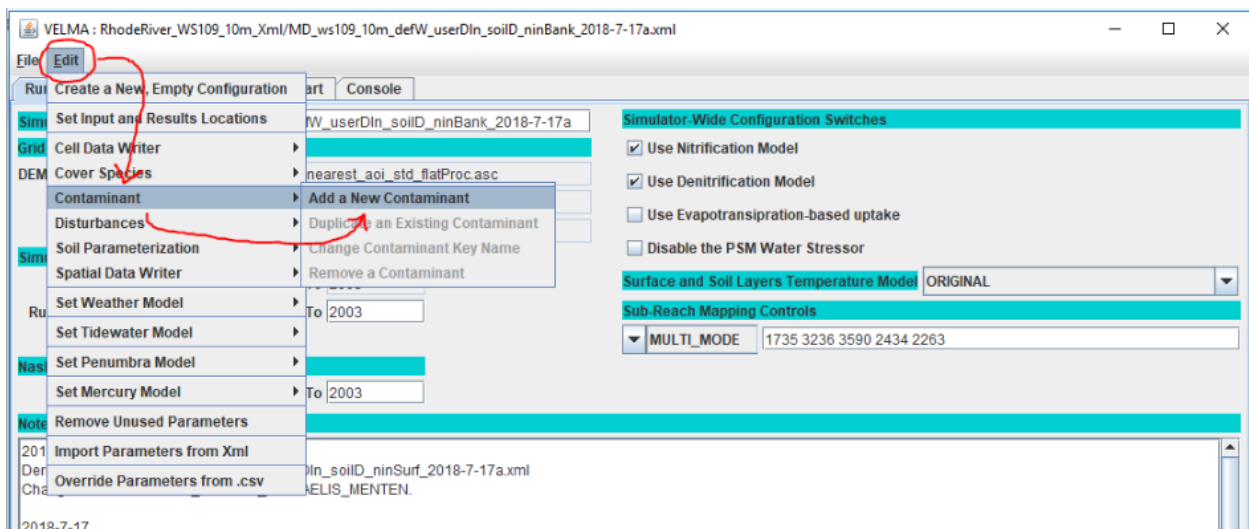 VELMA : RhodeRiver_WS109_10m_Xml/MD_ws109_10m_defW_userDIn_soilD_ninBank_2018-7-17a.xml
File Edit
Create a New, Empty Configuration
Console
Set Input and Results Locations
_userDIn_soilD_ninBank_2018-7-17a
Simulator-Wide Configuration Switches
Grid
Cell Data Writer
Use Nitrification Model
DEM
Cover Species
nearest_aoi_std_flatProc.asc
Use Denitrification Model
Contaminant
Add a New Contaminant
Disturbances
Duplicate an Existing Contaminant
Use Evapotranspiration-based uptake
Soil Parameterization
Change Contaminant Key Name
Disable the PSM Water Stressor
Spatial Data Writer
Remove a Contaminant
Surface and Soil Layers Temperature Model ORIGINAL
Set Weather Model
To 2003
Sub-Reach Mapping Controls
Set Tidewater Model
MULTI_MODE 1735 3236 3590 2434 2263
Set Penumbra Model
Set Mercury Model
To 2003
Remove Unused Parameters
Import Parameters from Xml
_soilD_ninSurf_2018-7-17a.xml
Override Parameters from .csv
AELIS_MENTEN.
2018-7-17